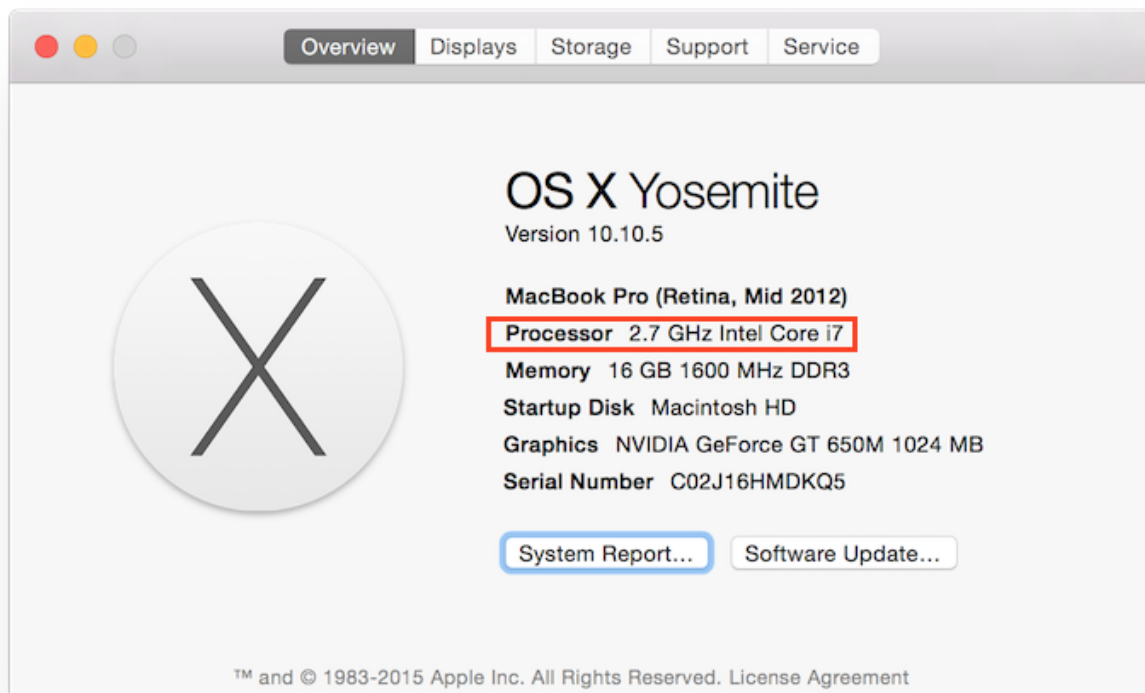 Overview Displays Storage Support Service
OS X Yosemite
Version 10.10.5
MacBook Pro (Retina, Mid 2012)
Processor 2.7 GHz Intel Core i7
Memory 16 GB 1600 MHz DDR3
Startup Disk Macintosh HD
Graphics NVIDIA GeForce GT 650M 1024 MB
Serial Number C02J16HMDKQ5
System Report... Software Update...
™ and © 1983-2015 Apple Inc. All Rights Reserved. License Agreement